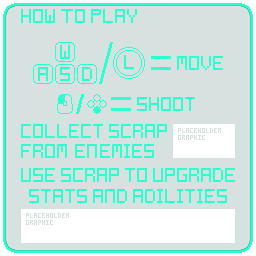 HOW TO PLAY
W
ASD/L=MOVE
/=SHOOT
COLLECT SCRAP
FROM ENEMIES
PLACEHOLDER
GRAPHIC
USE SCRAP TO UPGRADE
STATS AND ADILITIES
PLACEHOLDER
GRAPHIC